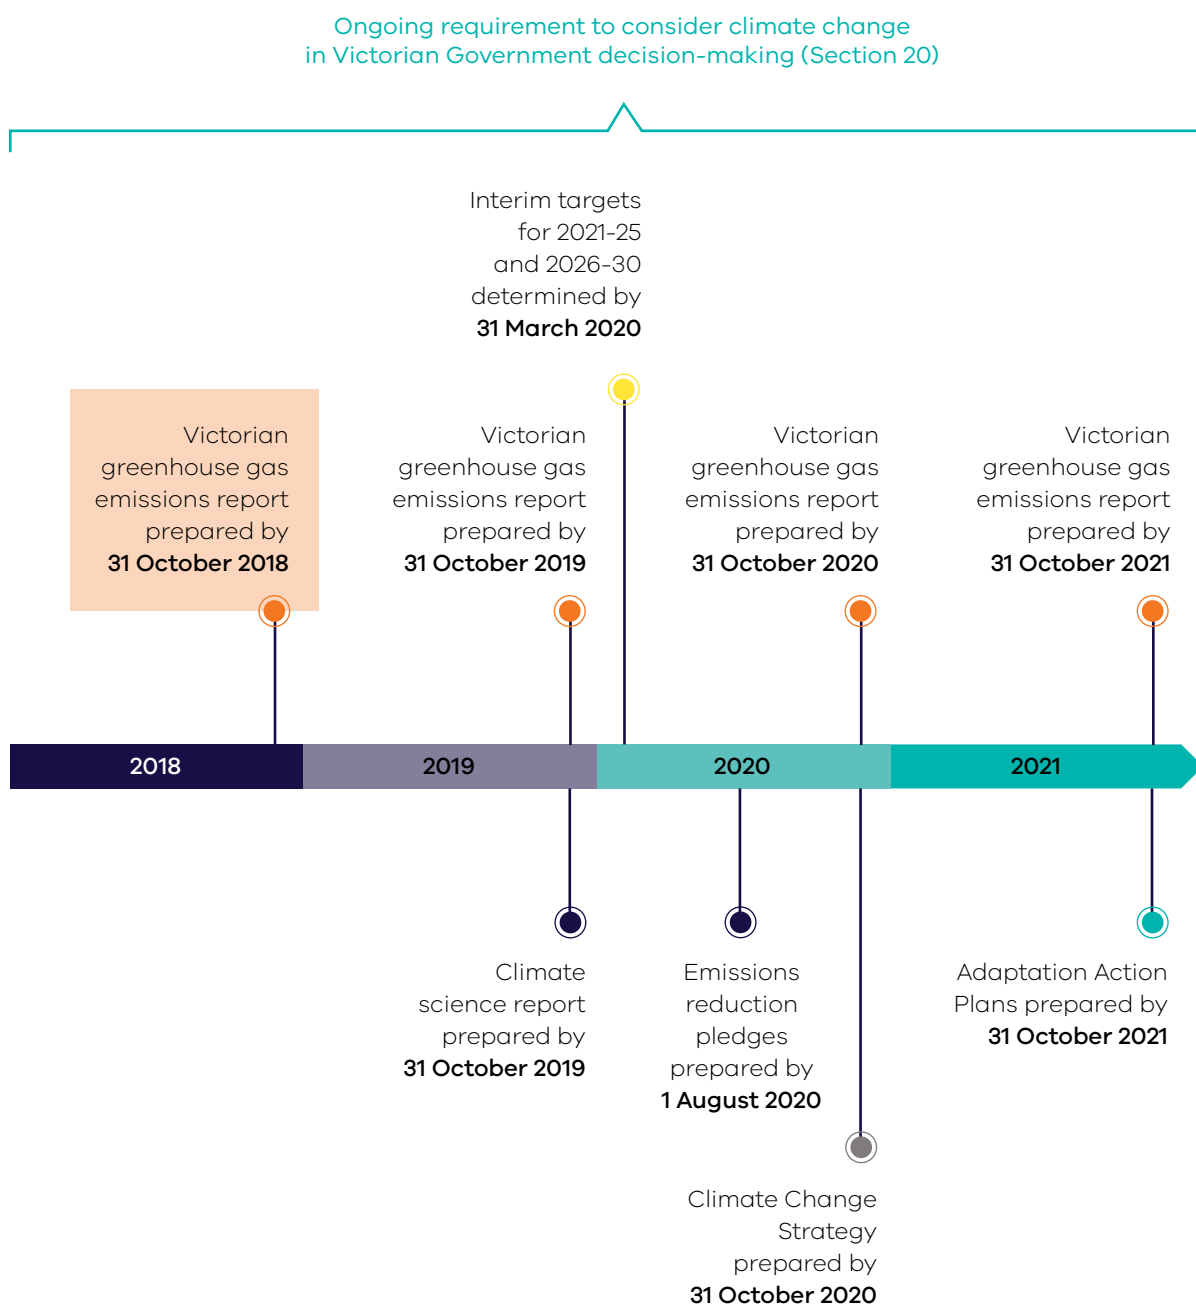 Ongoing requirement to consider climate change
in Victorian Government decision-making (Section 20)
Interim targets
for 2021-25
and 2026-30
determined by
31 March 2020
Victorian
greenhouse gas
emissions report
prepared by
31 October 2018
Victorian
greenhouse gas
emissions report
prepared by
31 October 2019
Victorian
greenhouse gas
emissions report
prepared by
31 October 2020
Victorian
greenhouse gas
emissions report
prepared by
31 October 2021
2018
2019
2020
2021
Climate
science report
prepared by
31 October 2019
Emissions
reduction
pledges
prepared by
1 August 2020
Adaptation Action
Plans prepared by
31 October 2021
Climate Change
Strategy
prepared by
31 October 2020